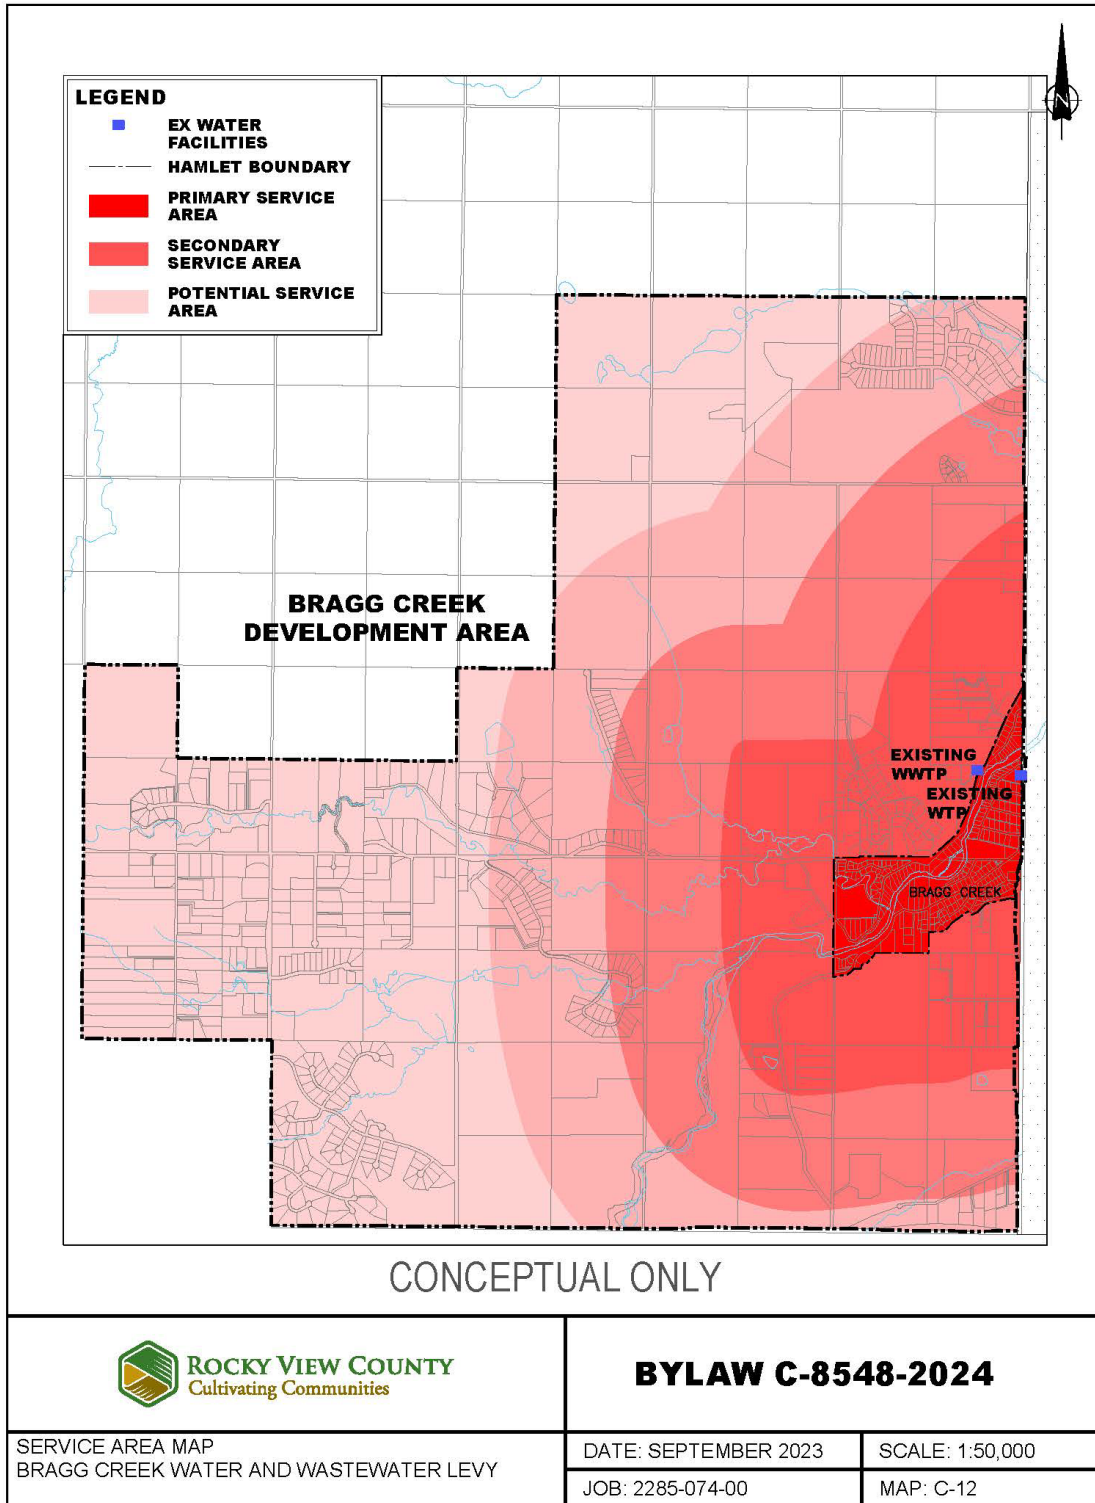 LEGEND
EX WATER
FACILITIES
HAMLET BOUNDARY
PRIMARY SERVICE
AREA
SECONDARY
SERVICE AREA
POTENTIAL SERVICE
AREA
N
BRAGG CREEK
DEVELOPMENT AREA
EXISTING
WWTP
EXISTING
WTP
BRAGG CREEK
CONCEPTUAL ONLY
ROCKY VIEW COUNTY
Cultivating Communities
BYLAW C-8548-2024
SERVICE AREA MAP
BRAGG CREEK WATER AND WASTEWATER LEVY
DATE: SEPTEMBER 2023
SCALE: 1:50,000
JOB: 2285-074-00
MAP: C-12